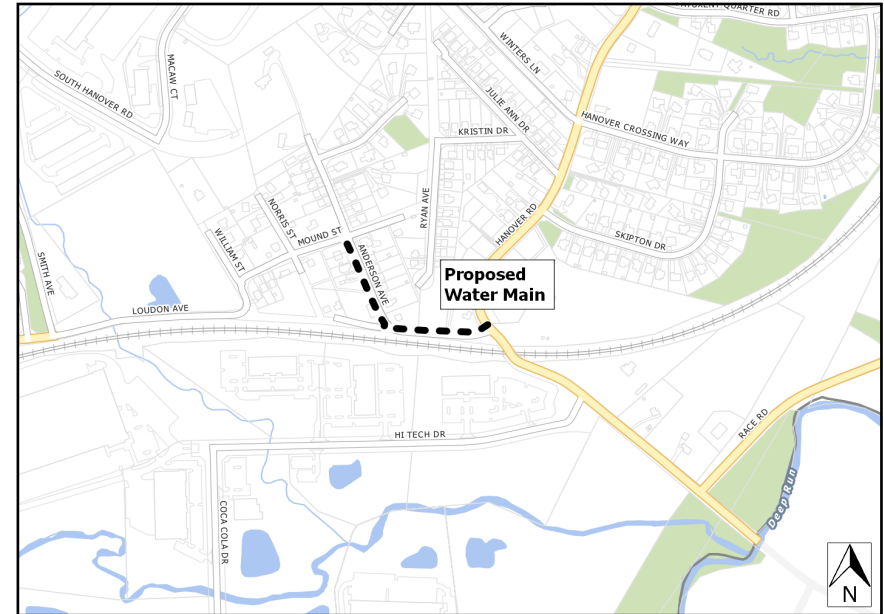 QUARTER RD
WINTERS LN
MACAW CT
SOUTH HANOVER RD
JULIE ANN DR
HANOVER CROSSING WAY
KRISTIN DR
RYAN AVE
NORRIS ST
HANOVER RD
MOUND ST
WILLIAM ST
SKIPTON DR
SMITH AVE
ANDERSON AVE
Proposed
Water Main
LOUDON AVE
RACE RD
HI TECH DR
Deep Run
COCA COLA DR
N